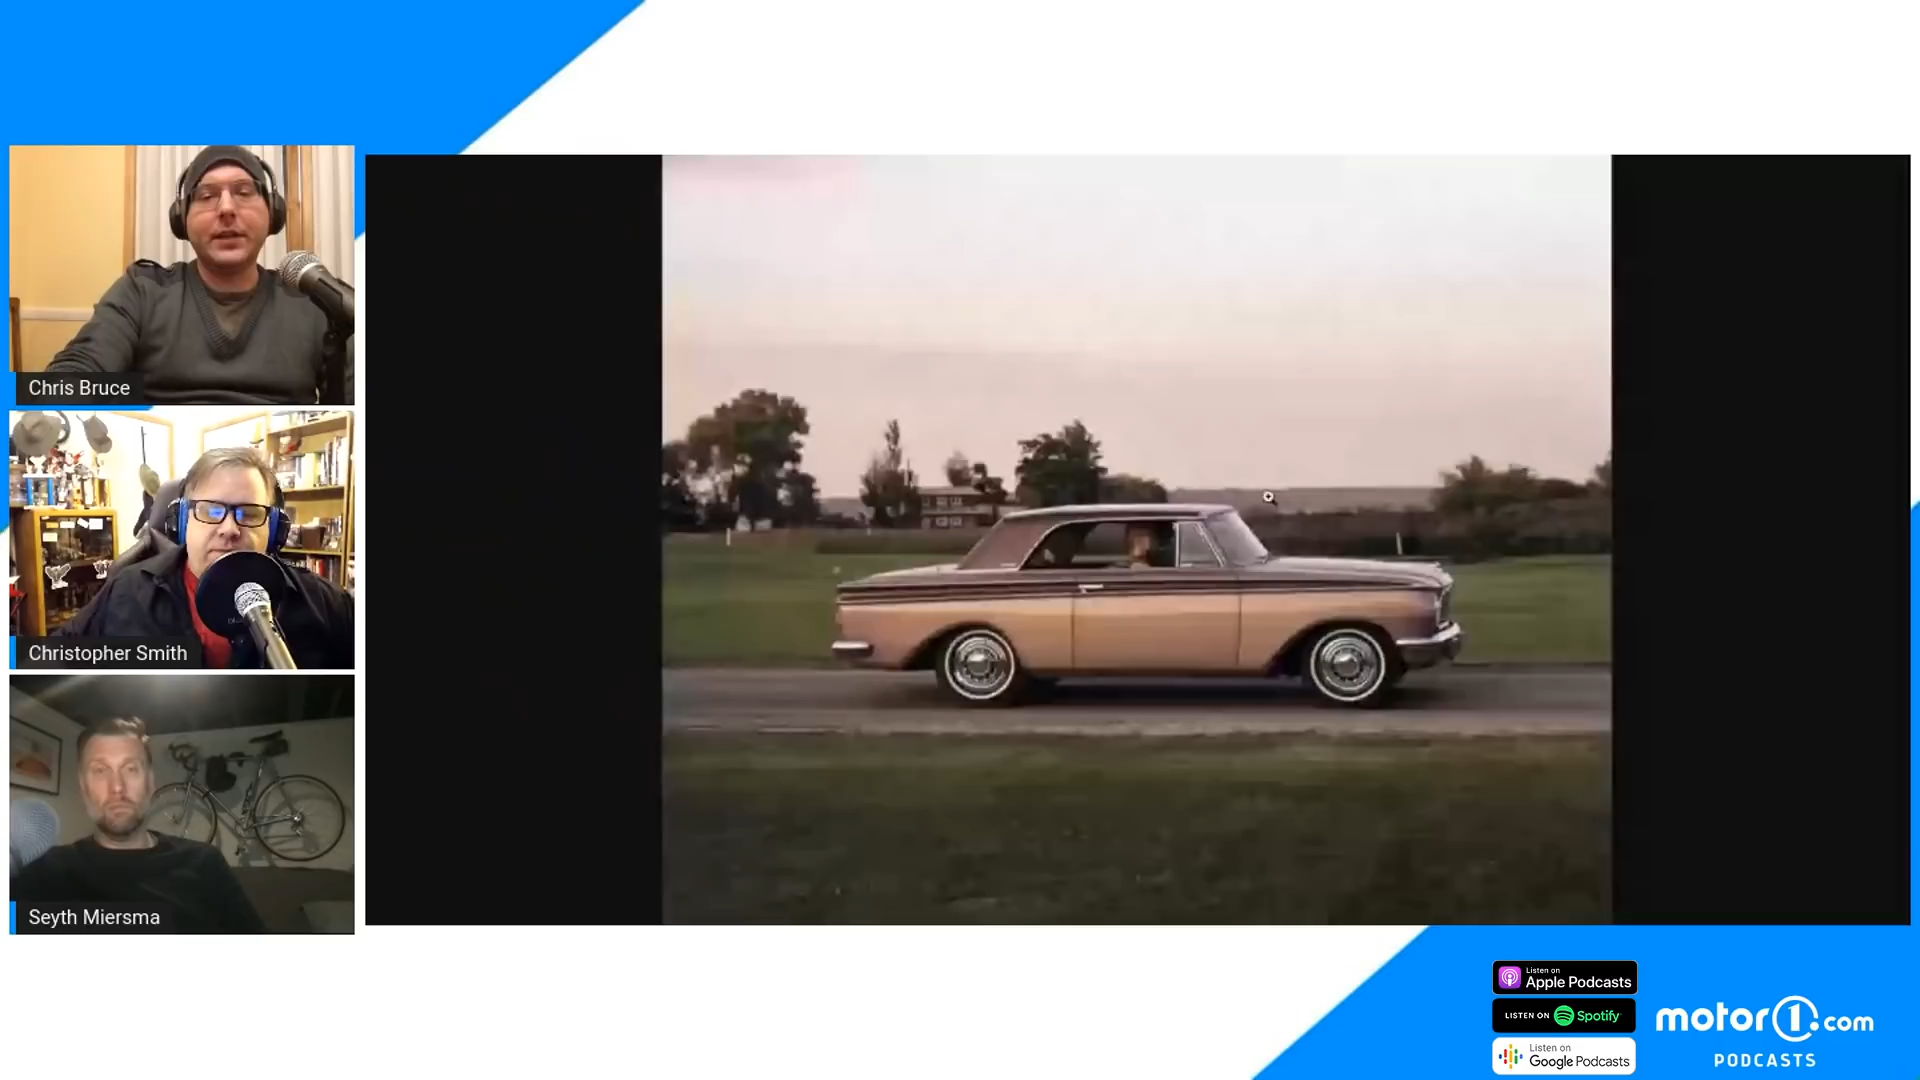 Chris Bruce
Christopher Smith
Seyth Miersma
Listen on
Apple Podcasts
LISTEN ON Spotify
Listen on
Google Podcasts
motor1.com
PODCASTS